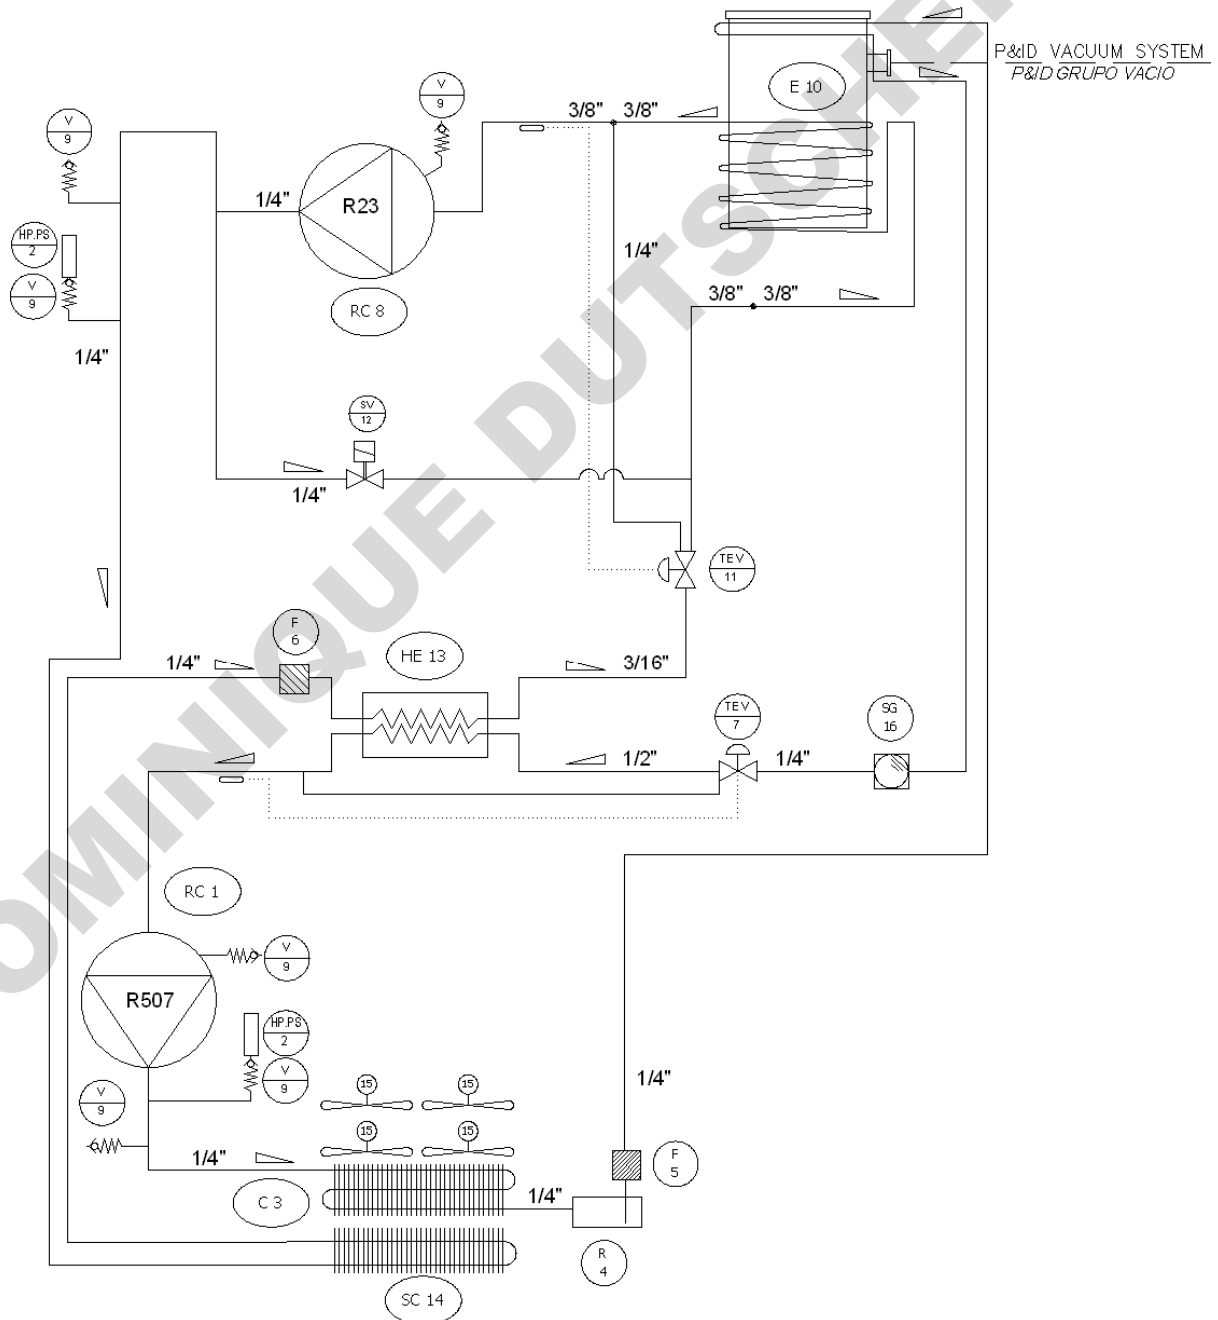 P&ID VACUUM SYSTEM
P&ID GRUPO VACIO
E 10
V
9
3/8" 3/8"
V
9
1/4"
R23
HP.PS
2
V
9
1/4"
RC 8
3/8" 3/8"
1/4"
SV
12
1/4"
TEV
11
F
6
HE 13
1/4"
3/16"
TEV
7
SG
16
1/2"
1/4"
RC 1
V
9
R507
HP.PS
2
V
9
V
9
15
15
15
15
1/4"
1/4"
F
5
C 3
1/4"
R
4
SC 14
OMINIQUE DUTSCHE